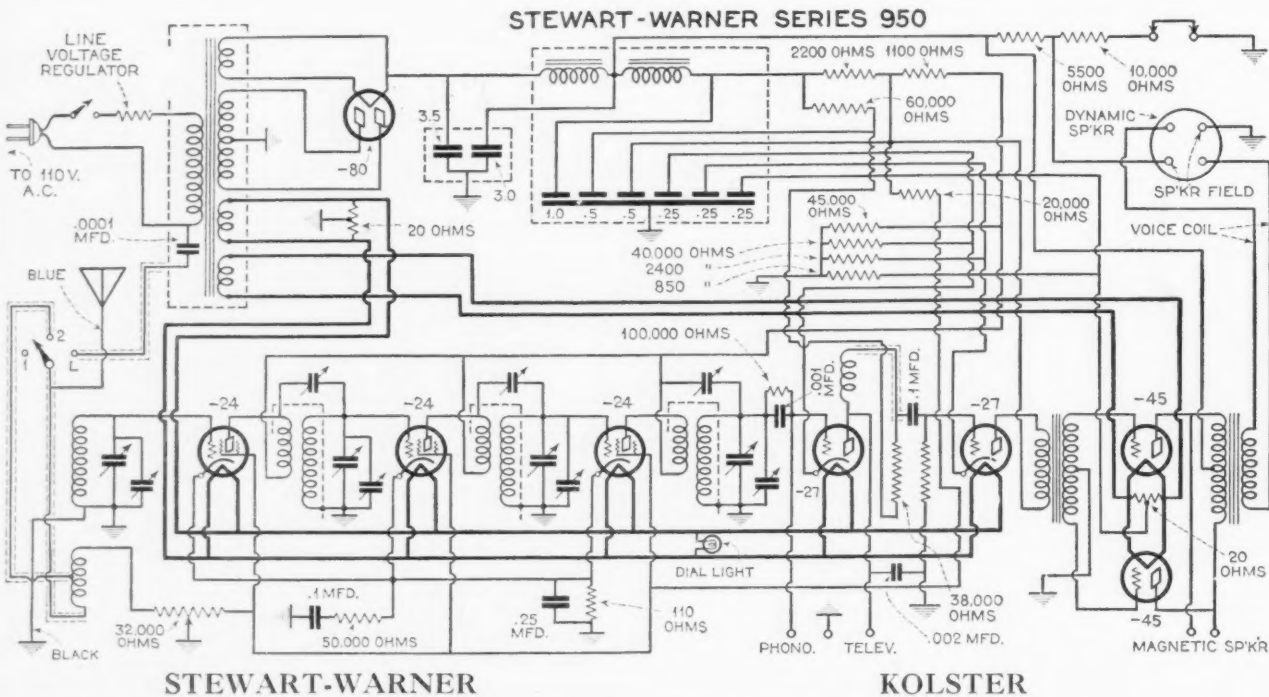 STEWART-WARNER SERIES 950
LINE
VOLTAGE
REGULATOR
2200 OHMS
1100 OHMS
5500
OHMS
10,000
OHMS
60,000
OHMS
DYNAMIC
SP'KR
3.5
-80
3.0
TO 110 V.
A.C.
SP'KR FIELD
1.0
.5
.5
.25
.25
.25
45,000
OHMS
20,000
OHMS
.0001
MFD.
20 OHMS
VOICE COIL
40,000 OHMS
2400 "
850 "
BLUE
2
1
L
100,000 OHMS
.001
MFD.
.1 MFD.
-24
-24
-24
-27
-27
-45
DIAL LIGHT
20
OHMS
32,000
OHMS
.1 MFD.
50,000 OHMS
.25
MFD.
110
OHMS
38,000
OHMS
.002 MFD.
-45
BLACK
PHONO.
TELEV.
MAGNETIC SP'KR
STEWART-WARNER
KOLSTER